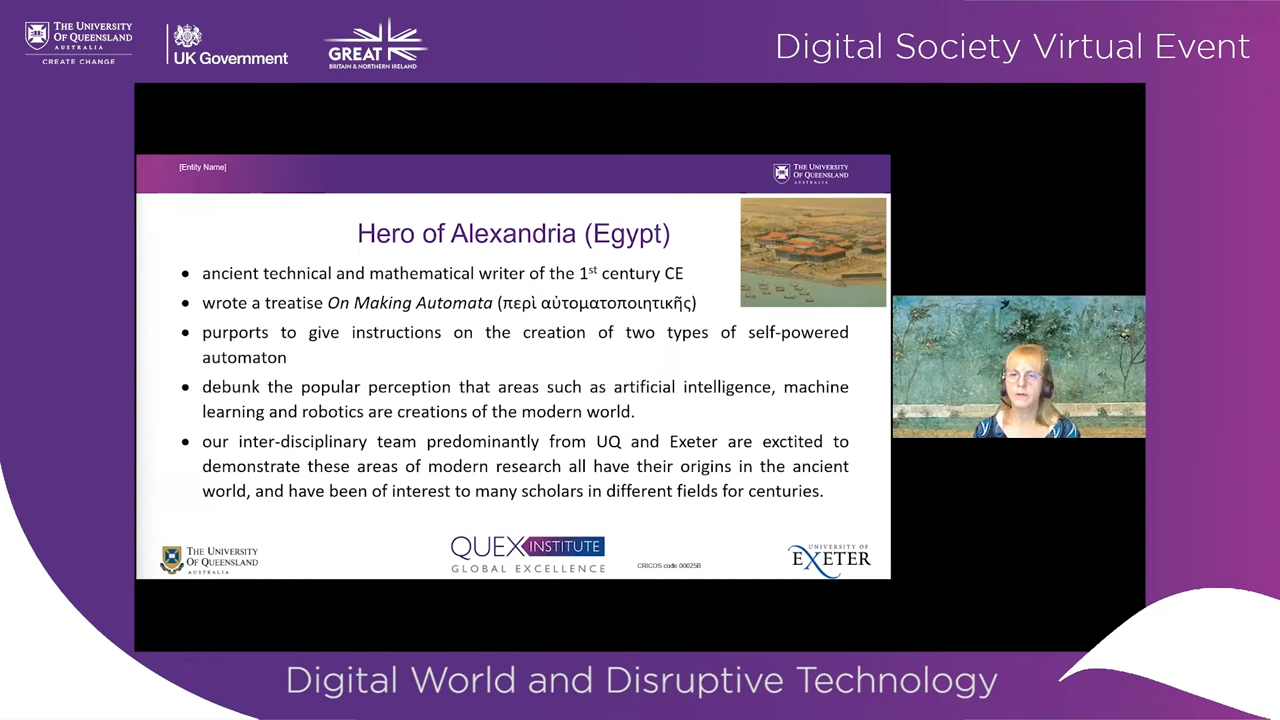 THE UNIVERSITY
OF QUEENSLAND
AUSTRALIA
CREATE CHANGE
UK Government
GREAT
BRITAIN & NORTHERN IRELAND
Digital Society Virtual Event
[Entity Name]
THE UNIVERSITY
OF QUEENSLAND
AUSTRALIA
Hero of Alexandria (Egypt)
• ancient technical and mathematical writer of the 1st century CE
• wrote a treatise On Making Automata (περὶ αὐτοματοποιητικῆς)
• purports to give instructions on the creation of two types of self-powered
automaton
• debunk the popular perception that areas such as artificial intelligence, machine
learning and robotics are creations of the modern world.
• our inter-disciplinary team predominantly from UQ and Exeter are exctited to
demonstrate these areas of modern research all have their origins in the ancient
world, and have been of interest to many scholars in different fields for centuries.
THE UNIVERSITY
OF QUEENSLAND
AUSTRALIA
QUEX INSTITUTE
GLOBAL EXCELLENCE
CRICOS code 00025B
UNIVERSITY OF
EXETER
Digital World and Disruptive Technology